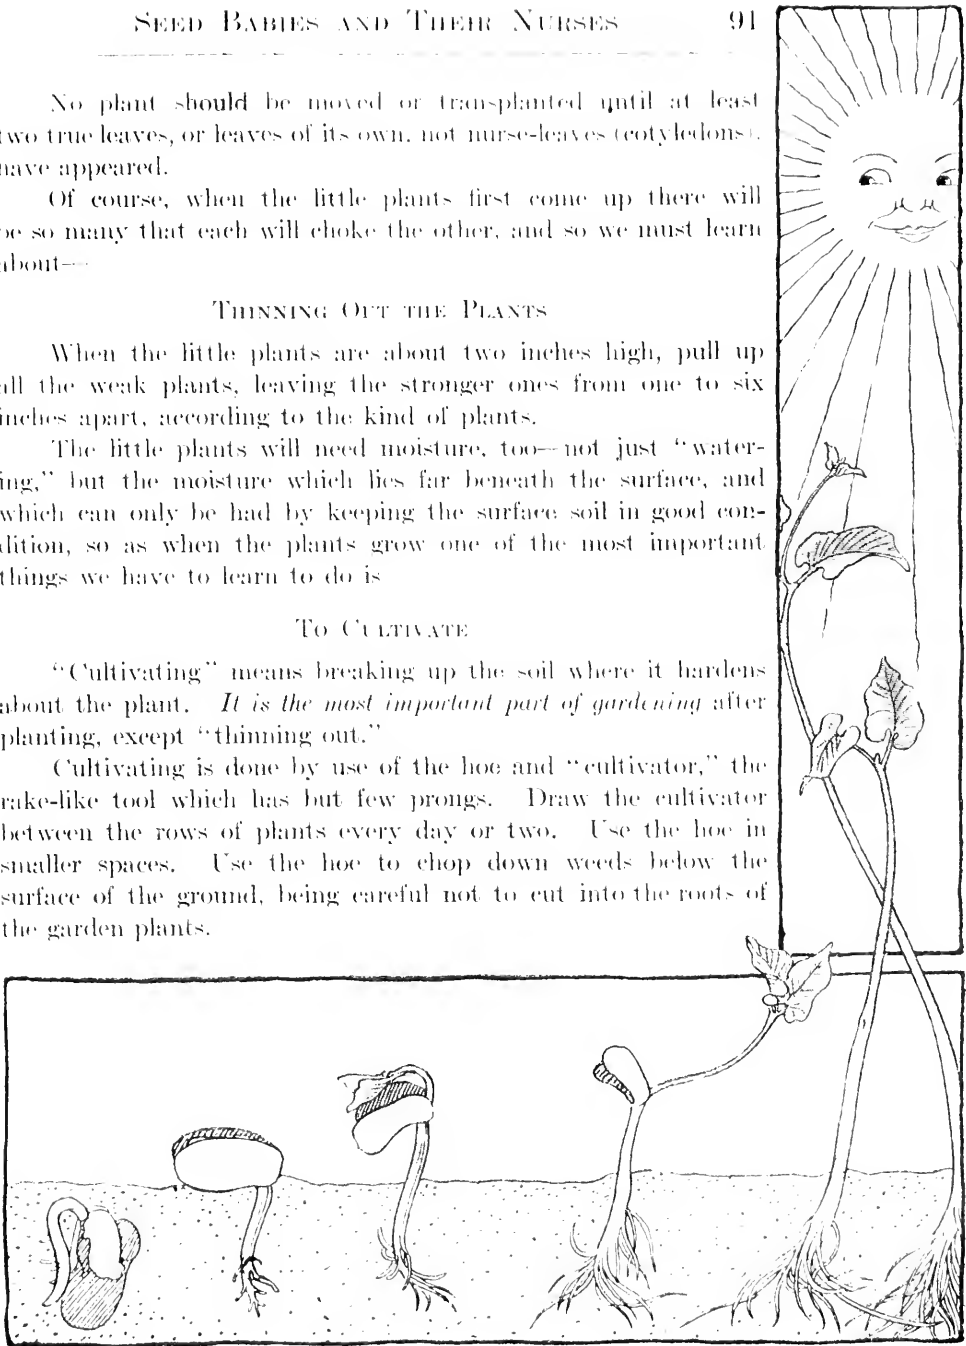 Seed Babies and Their Nurses 91
No plant should be moved or transplanted until at least
two true leaves, or leaves of its own, not nurse-leaves (cotyledons),
have appeared.
Of course, when the little plants first come up there will
be so many that each will choke the other, and so we must learn
about—
Thinning Out the Plants
When the little plants are about two inches high, pull up
all the weak plants, leaving the stronger ones from one to six
inches apart, according to the kind of plants.
The little plants will need moisture, too—not just “water-
ing,” but the moisture which lies far beneath the surface, and
which can only be had by keeping the surface soil in good con-
dition, so as when the plants grow one of the most important
things we have to learn to do is
To Cultivate
“Cultivating” means breaking up the soil where it hardens
about the plant. It is the most important part of gardening after
planting, except “thinning out.”
Cultivating is done by use of the hoe and “cultivator,” the
rake-like tool which has but few prongs. Draw the cultivator
between the rows of plants every day or two. Use the hoe in
smaller spaces. Use the hoe to chop down weeds below the
surface of the ground, being careful not to cut into the roots of
the garden plants.